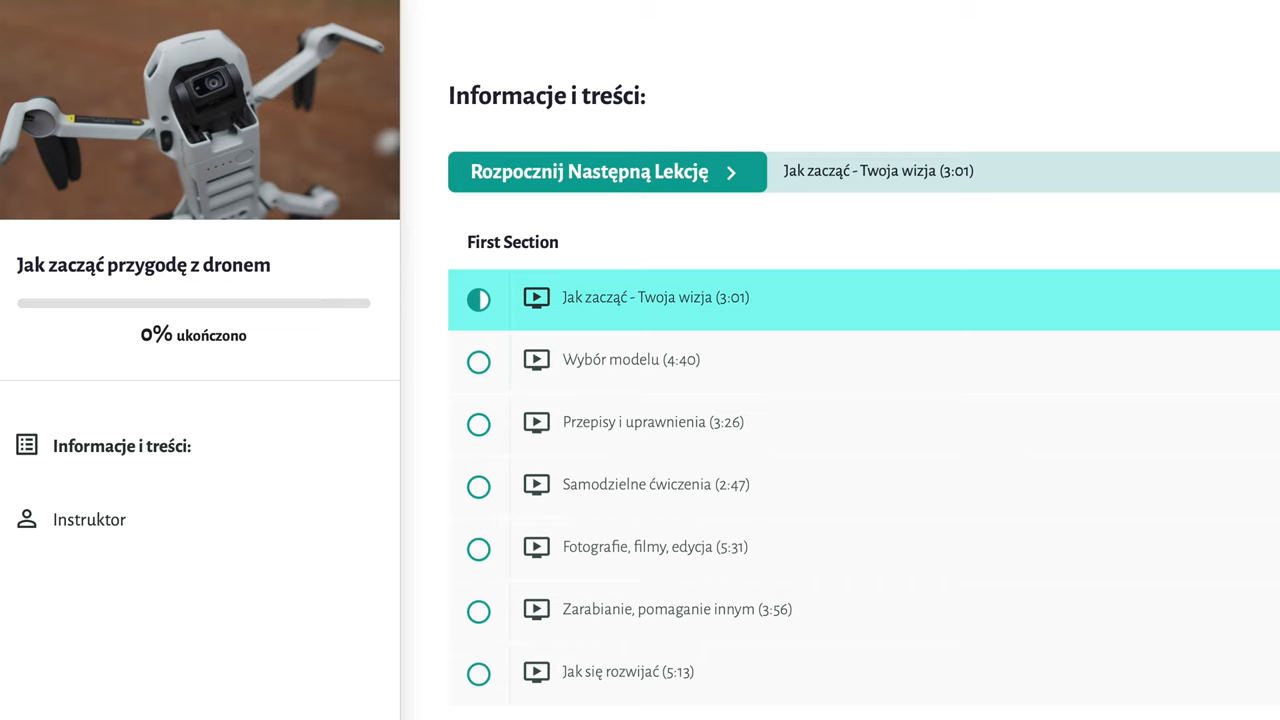 Jak zacząć przygodę z dronem
0% ukończono
Informacje i treści:
Instruktor
Informacje i treści:
Rozpocznij Następną Lekcję
Jak zacząć - Twoja wizja (3:01)
First Section
Jak zacząć - Twoja wizja (3:01)
Wybór modelu (4:40)
Przepisy i uprawnienia (3:26)
Samodzielne ćwiczenia (2:47)
Fotografie, filmy, edycja (5:31)
Zarabianie, pomaganie innym (3:56)
Jak się rozwijać (5:13)